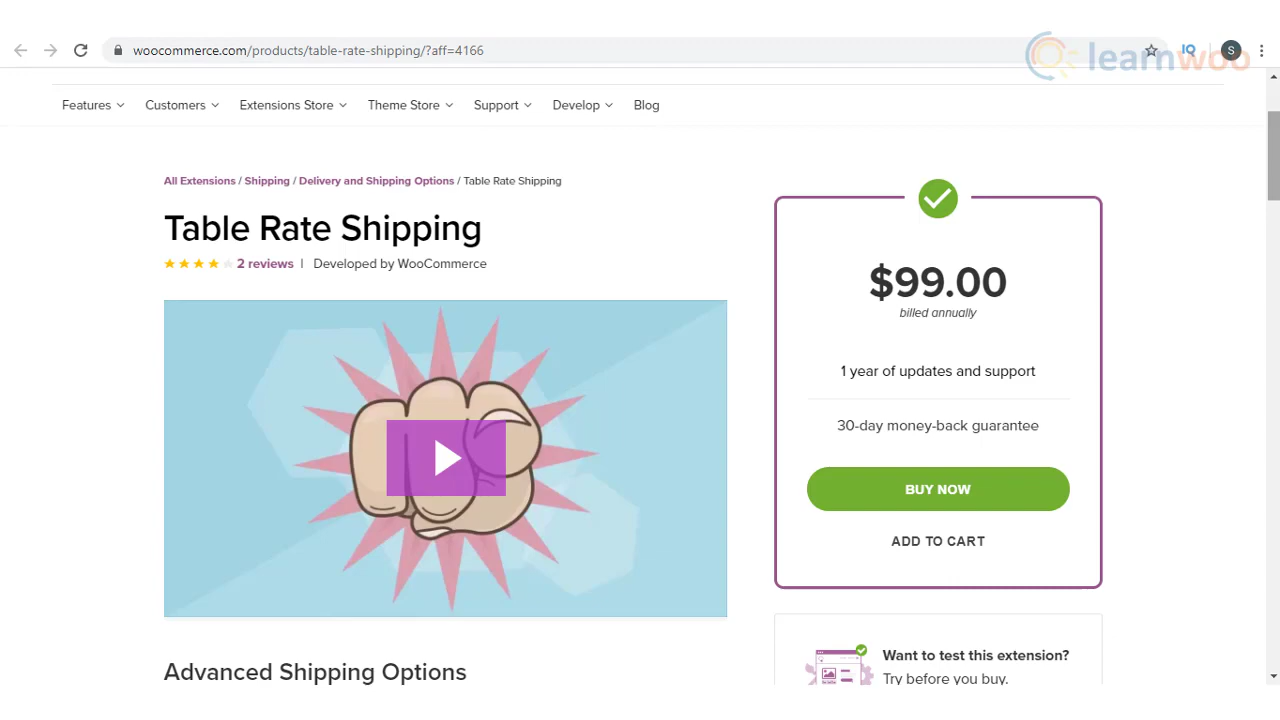 woocommerce.com/products/table-rate-shipping/?aff=4166
IQ
S
learnwoo
Features
Customers
Extensions Store
Theme Store
Support
Develop
Blog
All Extensions / Shipping / Delivery and Shipping Options / Table Rate Shipping
Table Rate Shipping
2 reviews | Developed by WooCommerce
$99.00
billed annually
1 year of updates and support
30-day money-back guarantee
BUY NOW
ADD TO CART
Advanced Shipping Options
Want to test this extension?
Try before you buy.